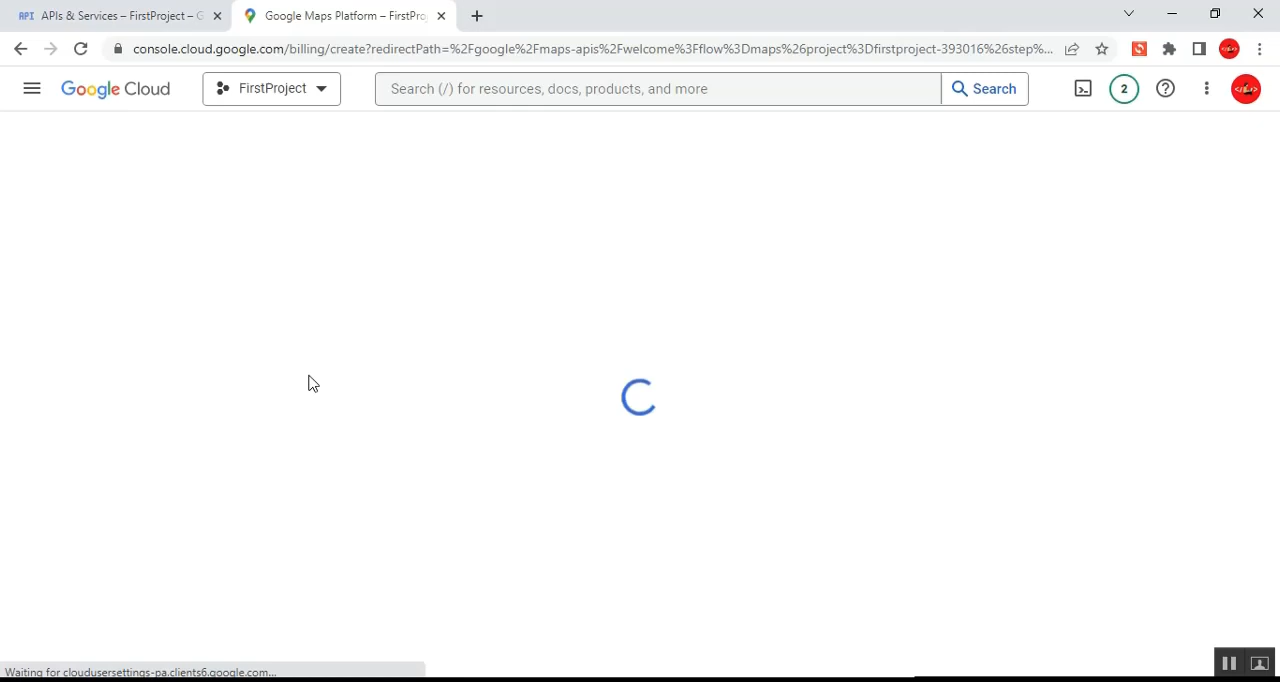 API APIs & Services – FirstProject – G
Google Maps Platform – FirstPro
console.cloud.google.com/billing/create?redirectPath=%2Fgoogle%2Fmaps-apis%2Fwelcome%3Fflow%3Dmaps%26project%3Dfirstproject-393016%26step%...
Google Cloud
FirstProject
Search (/) for resources, docs, products, and more
Search
2
Waiting for cloudusersettings-pa.clients6.google.com...